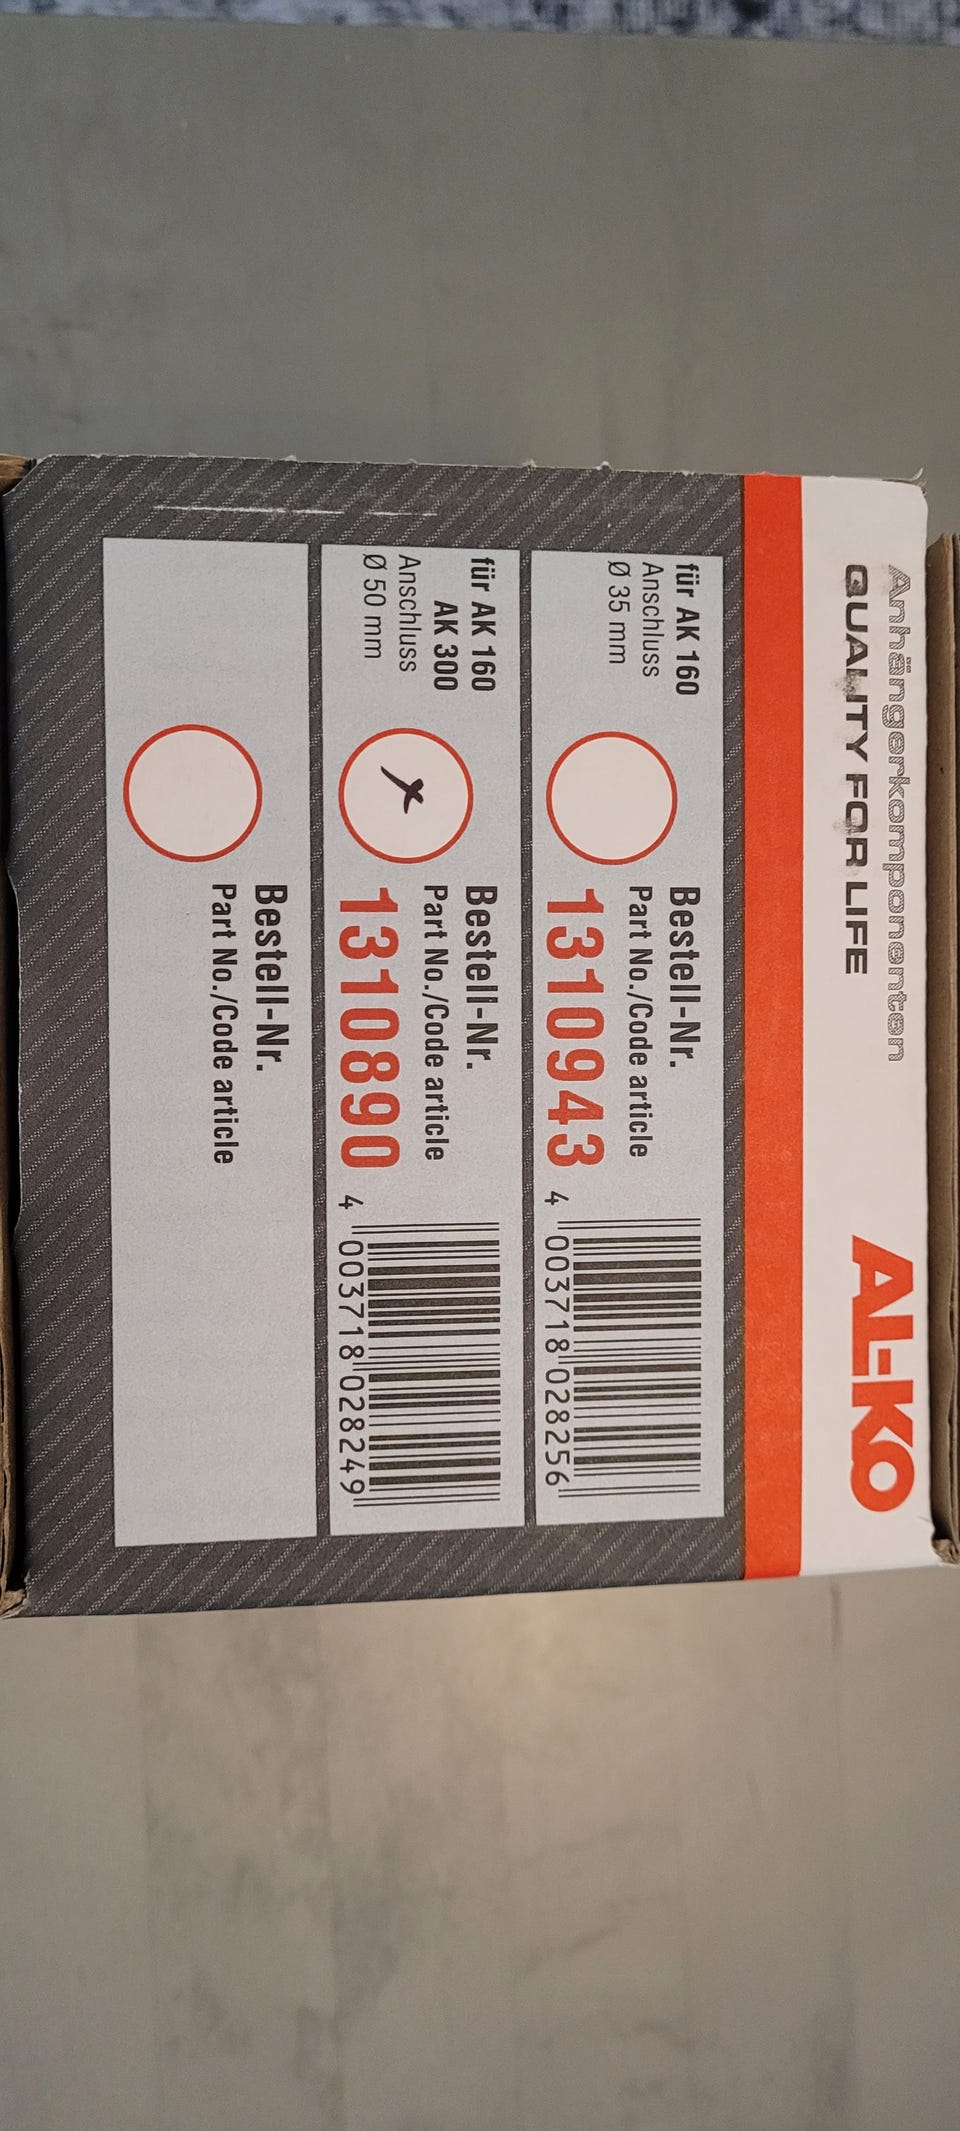 Anhängerkomponenten
QUALITY FOR LIFE
AL-KO
für AK 160
Anschluss
Ø 35 mm
Bestell-Nr.
Part No./Code article
1310943
4 003718 028256
für AK 160
AK 300
Anschluss
Ø 50 mm
x
Bestell-Nr.
Part No./Code article
1310890
4 003718 028249
Bestell-Nr.
Part No./Code article